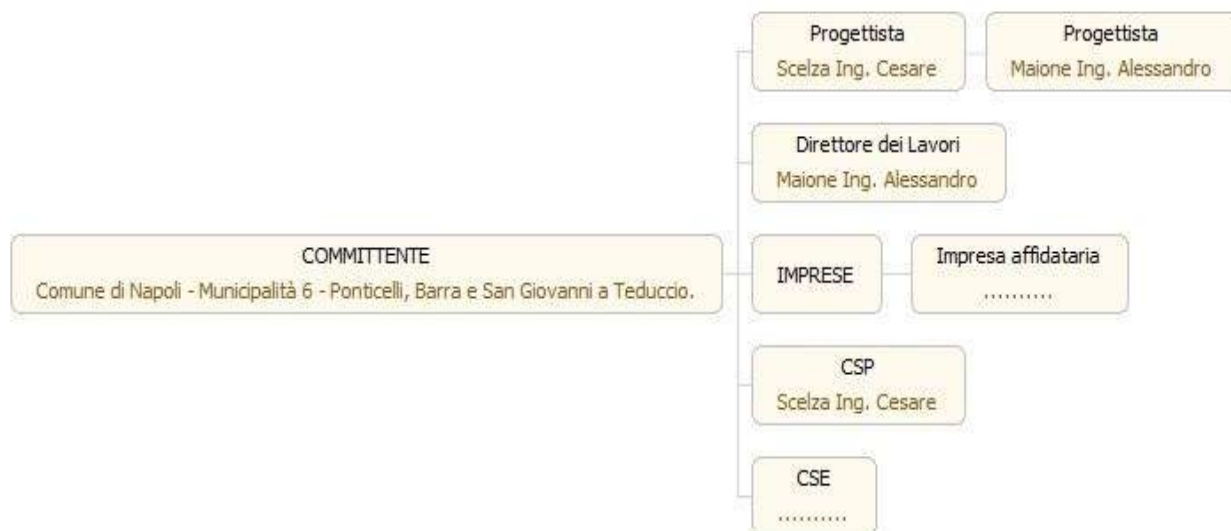 Progettista
Scelza Ing. Cesare
Progettista
Maione Ing. Alessandro
Direttore dei Lavori
Maione Ing. Alessandro
COMMITTENTE
Comune di Napoli - Municipalità 6 - Ponticelli, Barra e San Giovanni a Teduccio.
IMPRESE
Impresa affidataria
..........
CSP
Scelza Ing. Cesare
CSE
..........